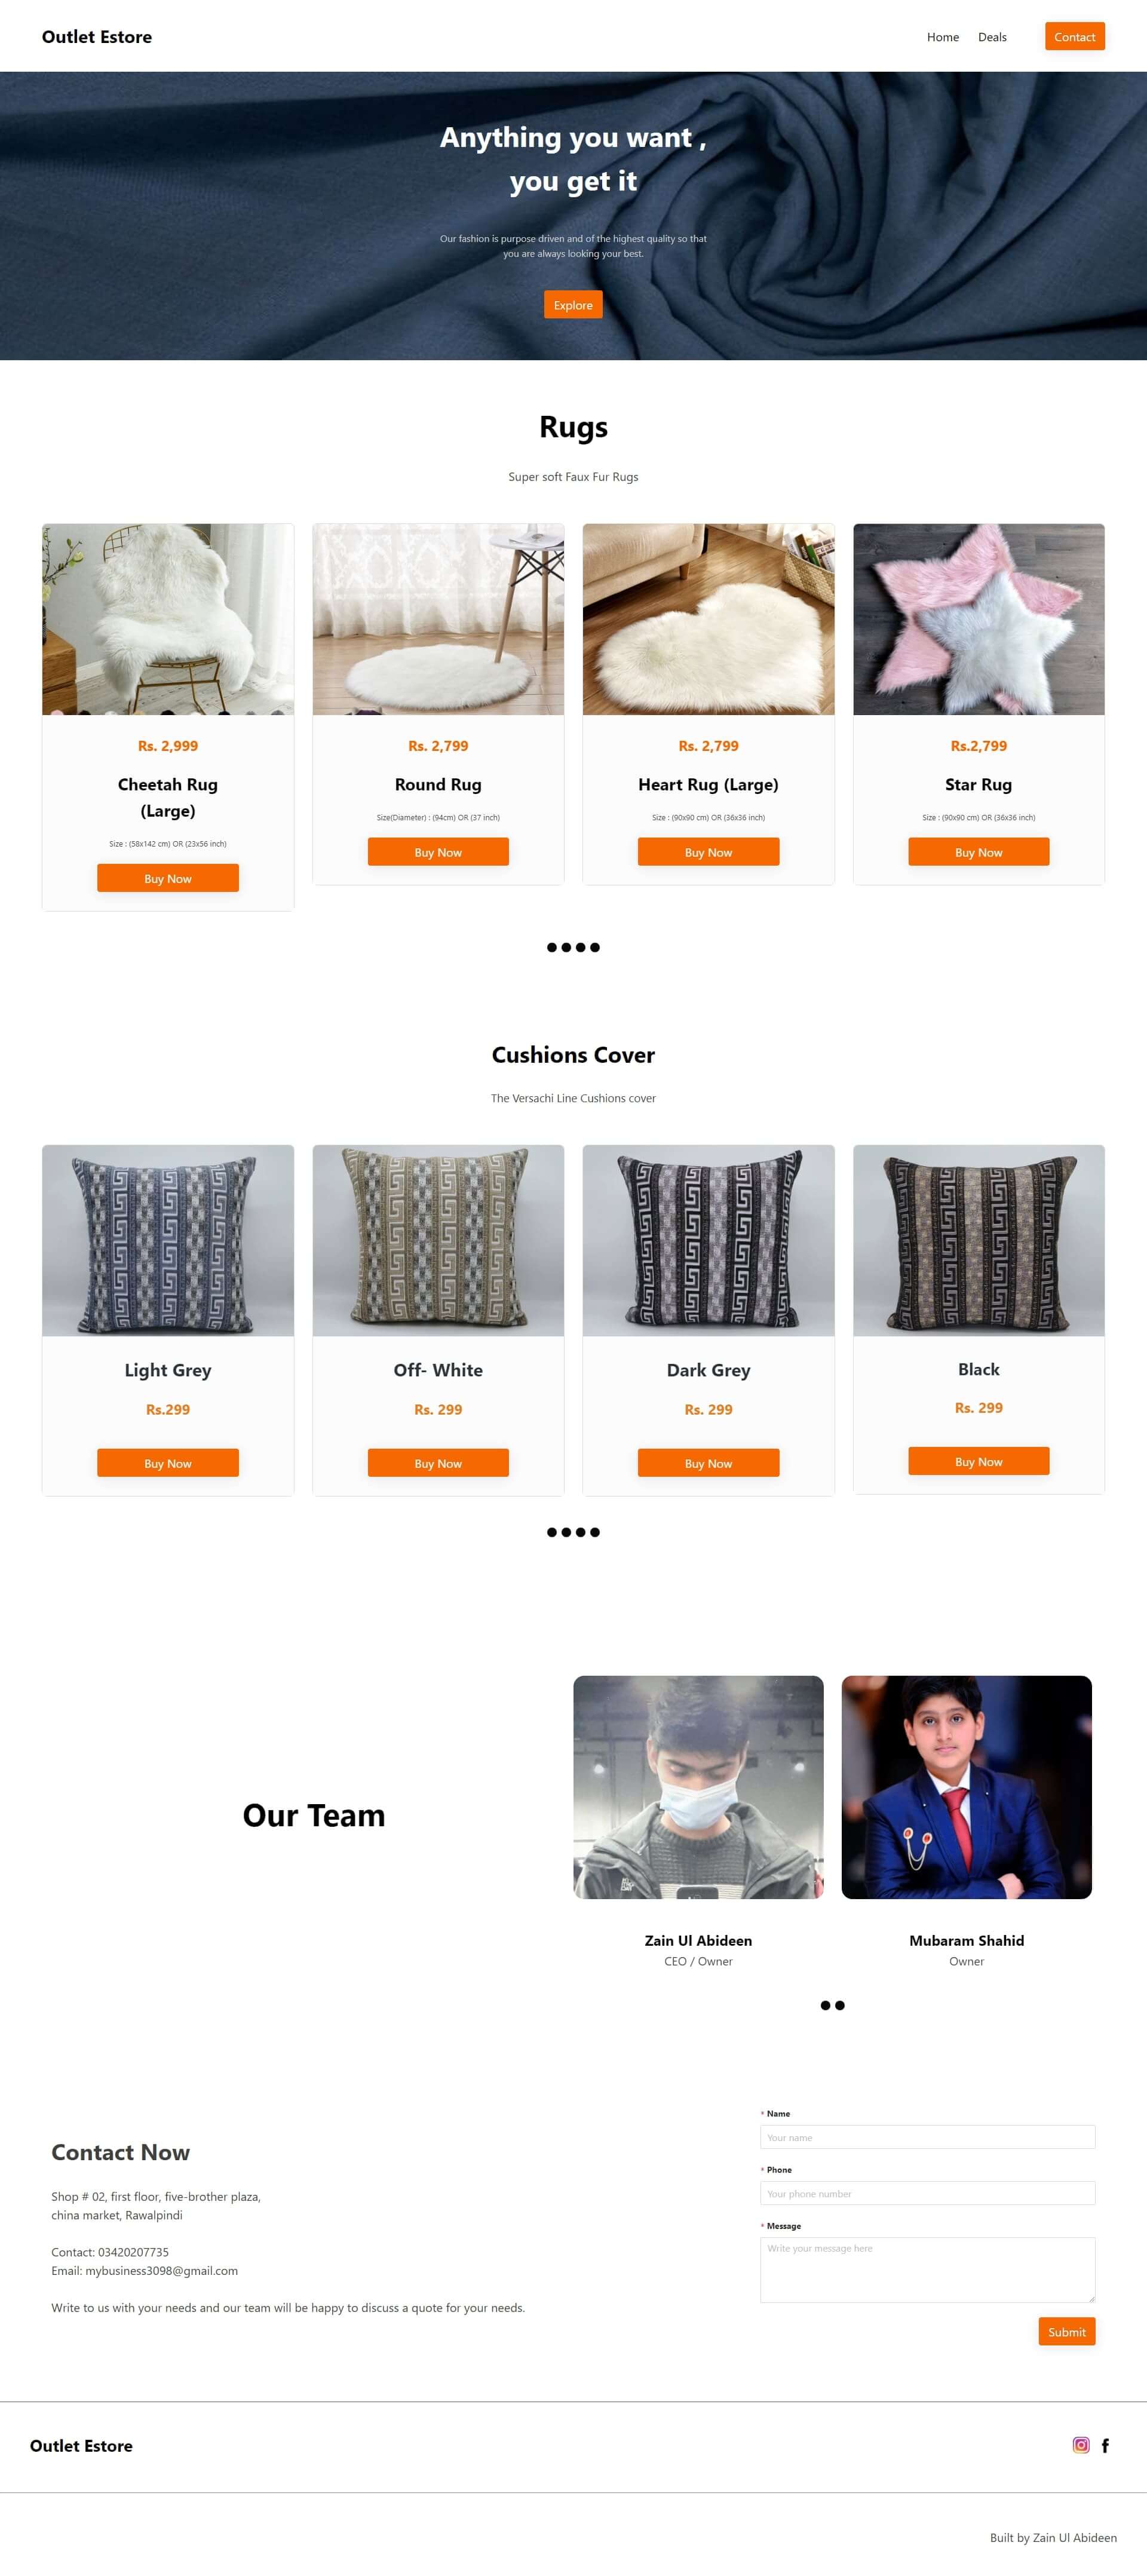 Outlet Estore
Home
Deals
Contact
Anything you want ,
you get it
Our fashion is purpose driven and of the highest quality so that
you are always looking your best.
Explore
Rugs
Super soft Faux Fur Rugs
Rs. 2,999
Cheetah Rug
(Large)
Size : (58x142 cm) OR (23x56 inch)
Buy Now
Rs. 2,799
Round Rug
Size(Diameter) : (94cm) OR (37 inch)
Buy Now
Rs. 2,799
Heart Rug (Large)
Size : (90x90 cm) OR (36x36 inch)
Buy Now
Rs.2,799
Star Rug
Size : (90x90 cm) OR (36x36 inch)
Buy Now
Cushions Cover
The Versachi Line Cushions cover
Light Grey
Rs.299
Buy Now
Off- White
Rs. 299
Buy Now
Dark Grey
Rs. 299
Buy Now
Black
Rs. 299
Buy Now
Our Team
Zain Ul Abideen
CEO / Owner
Mubaram Shahid
Owner
Contact Now
Shop # 02, first floor, five-brother plaza,
china market, Rawalpindi
Contact: 03420207735
Email: mybusiness3098@gmail.com
Write to us with your needs and our team will be happy to discuss a quote for your needs.
* Name
Your name
* Phone
Your phone number
* Message
Write your message here
Submit
Outlet Estore
Built by Zain Ul Abideen